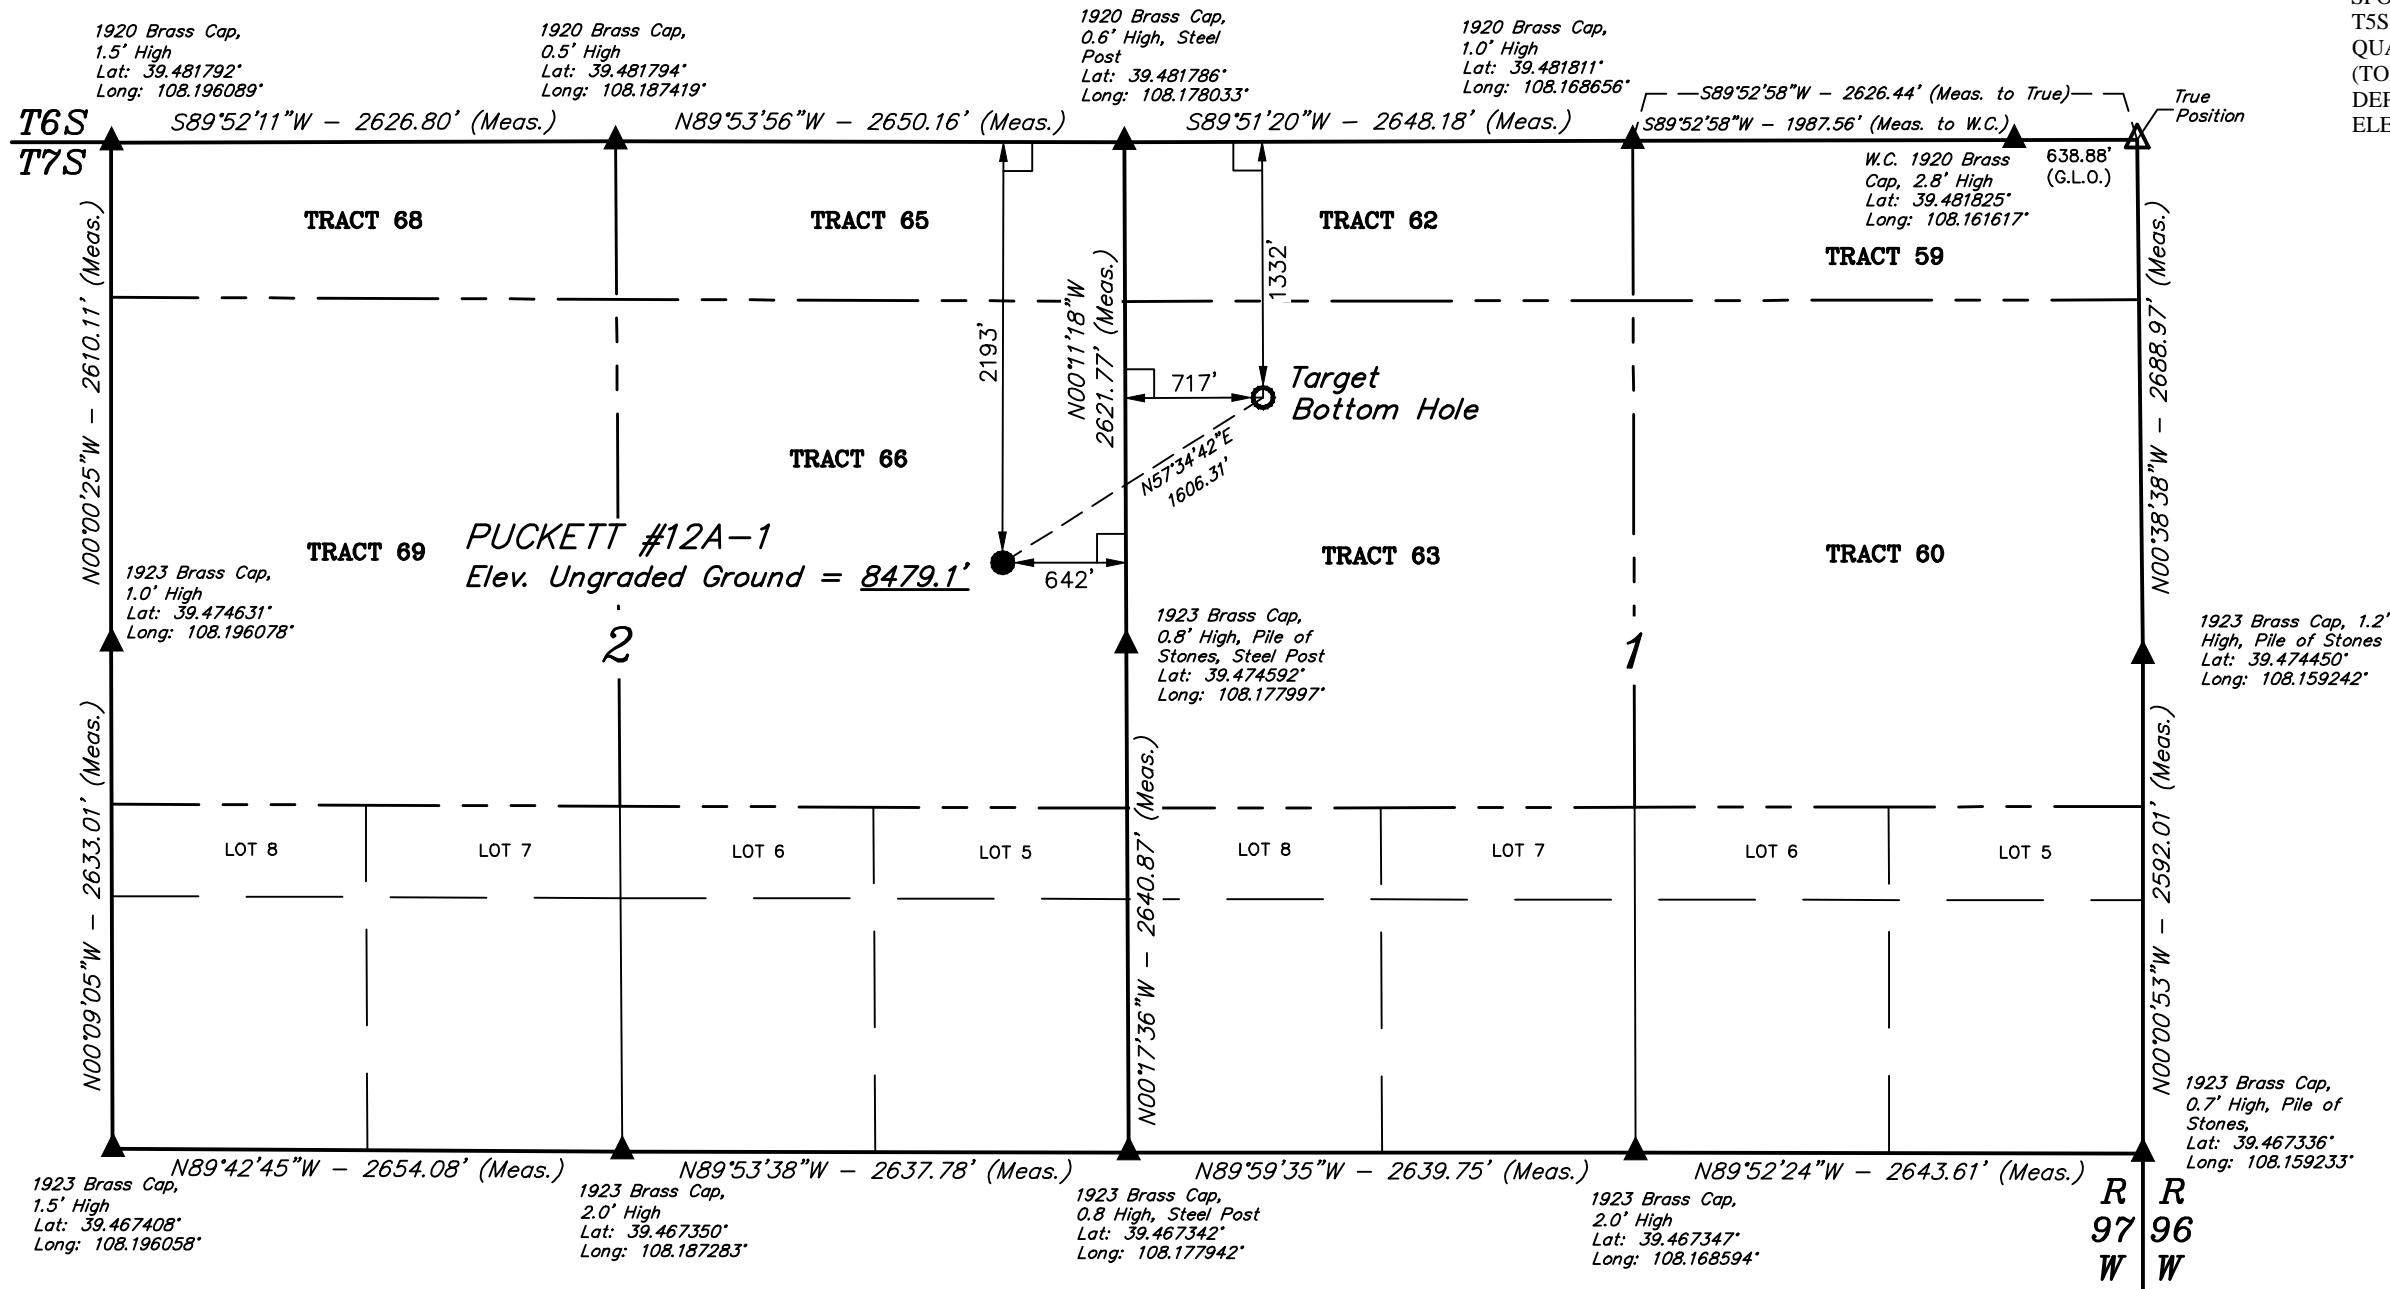 1920 Brass Cap,
1.5' High
Lat: 39.481792°
Long: 108.196089°
1920 Brass Cap,
0.5' High
Lat: 39.481794°
Long: 108.187419°
1920 Brass Cap,
0.6' High, Steel
Post
Lat: 39.481786°
Long: 108.178033°
1920 Brass Cap,
1.0' High
Lat: 39.481811°
Long: 108.168656°
T5S
(TO
ELE
T6S
T7S
S89°52'11"W - 2626.80' (Meas.)
N89°53'56"W - 2650.16' (Meas.)
S89°51'20"W - 2648.18' (Meas.)
S89°52'58"W - 2626.44' (Meas. to True)
S89°52'58"W - 1987.56' (Meas. to W.C.)
True
Position
W.C. 1920 Brass
Cap, 2.8' High
Lat: 39.481825°
Long: 108.161617°
638.88'
(G.L.O.)
TRACT 68
TRACT 65
TRACT 62
TRACT 59
N00°00'25"W - 2610.11' (Meas.)
2193'
N00°11'18"W
2621.77' (Meas.)
1332'
N00°38'38"W - 2688.97' (Meas.)
717'
Target
Bottom Hole
N57°34'42"E
1606.31'
TRACT 66
PUCKETT #12A-1
Elev. Ungraded Ground = 8479.1'
642'
TRACT 69
TRACT 63
TRACT 60
1923 Brass Cap,
1.0' High
Lat: 39.474631°
Long: 108.196078°
2
1923 Brass Cap,
0.8' High, Pile of
Stones, Steel Post
Lat: 39.474592°
Long: 108.177997°
1
1923 Brass Cap, 1.2'
High, Pile of Stones
Lat: 39.474450°
Long: 108.159242°
N00°09'05"W - 2633.01' (Meas.)
N00°17'36"W - 2640.87' (Meas.)
N00°00'53"W - 2592.01' (Meas.)
LOT 8
LOT 7
LOT 6
LOT 5
LOT 8
LOT 7
LOT 6
LOT 5
N89°42'45"W - 2654.08' (Meas.)
N89°53'38"W - 2637.78' (Meas.)
N89°59'35"W - 2639.75' (Meas.)
N89°52'24"W - 2643.61' (Meas.)
1923 Brass Cap,
1.5' High
Lat: 39.467408°
Long: 108.196058°
1923 Brass Cap,
2.0' High
Lat: 39.467350°
Long: 108.187283°
1923 Brass Cap,
0.8 High, Steel Post
Lat: 39.467342°
Long: 108.177942°
1923 Brass Cap,
2.0' High
Lat: 39.467347°
Long: 108.168594°
1923 Brass Cap,
0.7' High, Pile of
Stones,
Lat: 39.467336°
Long: 108.159233°
R R
97 96
W W